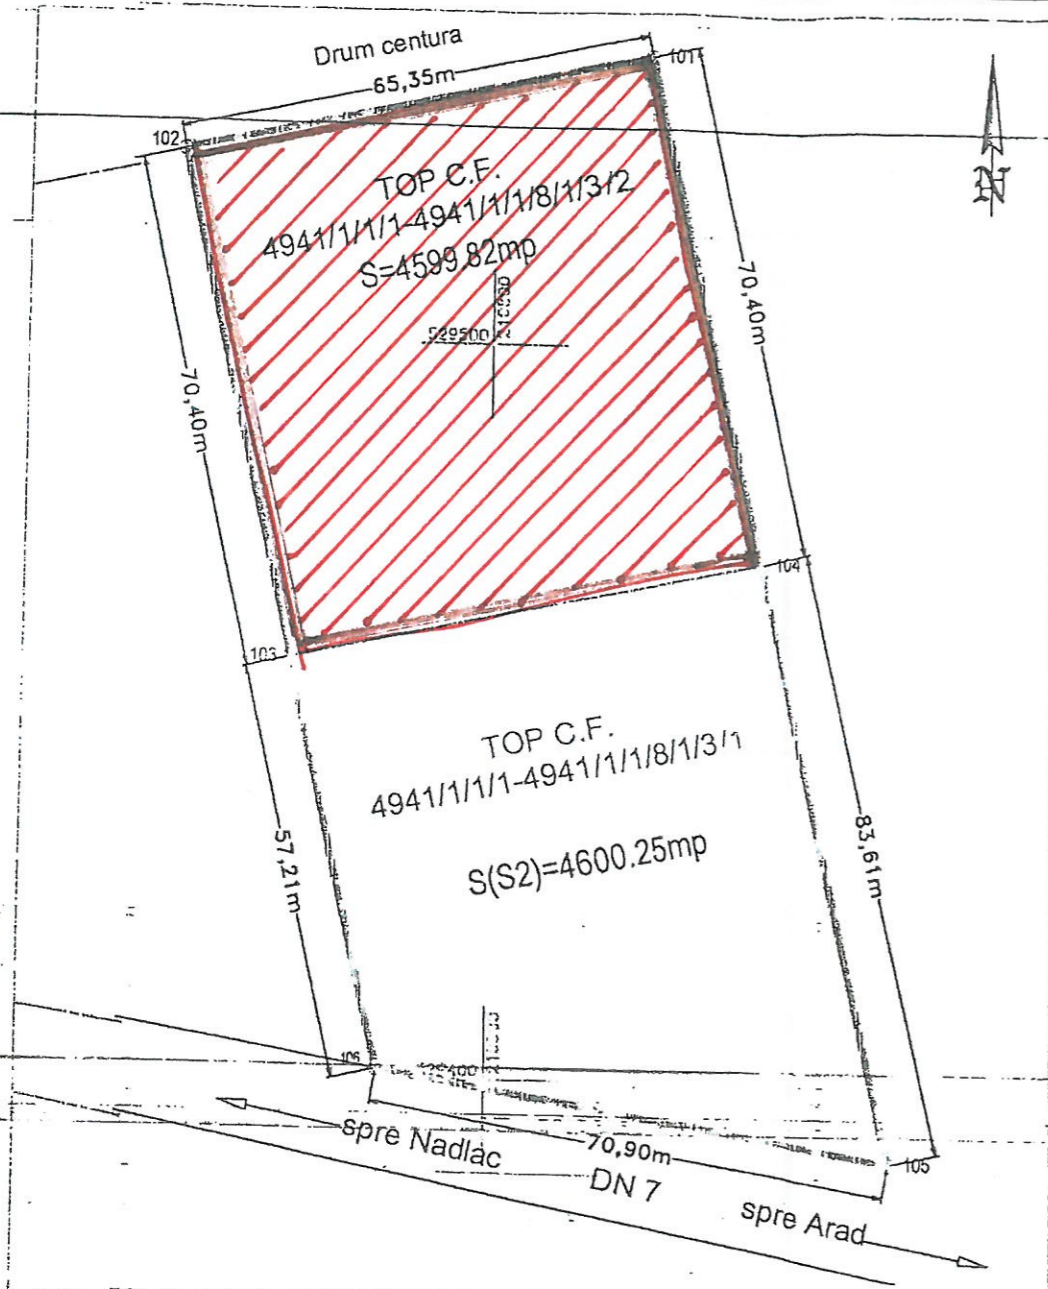 Drum centura
65,35m
101
102
TOP C.F.
4941/1/1/1-4941/1/1/8/1/3/2
S=4599.82mp
529500
70,40m
70,40m
104
103
TOP C.F.
4941/1/1/1-4941/1/1/8/1/3/1
S(S2)=4600.25mp
57,21m
83,61m
106
70,90m
105
spre Nadlac
DN 7
spre Arad
N